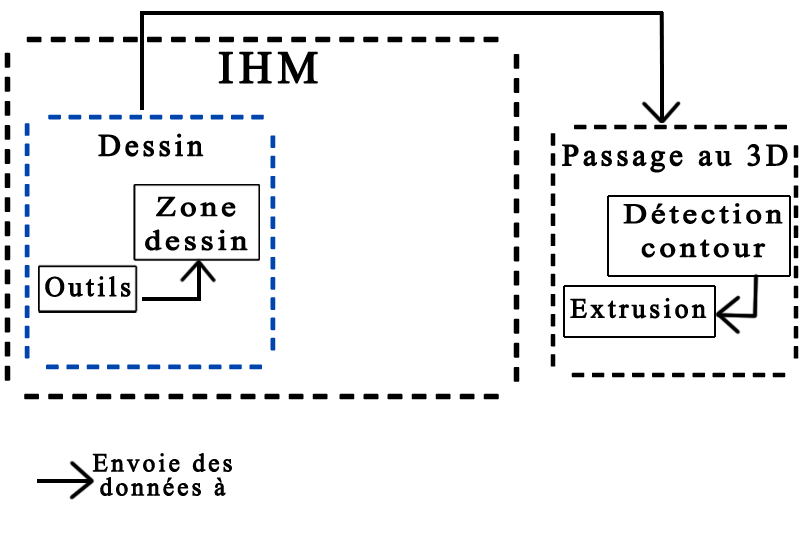 IHM
Dessin
Zone
dessin
Outils
Passage au 3D
Détection
contour
Extrusion
Envoie des
données à